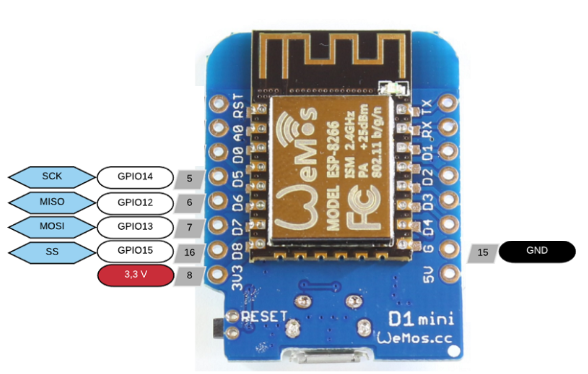 RST
A0
D0
D5
D6
D7
D8
3V3
TX
RX
D1
D2
D3
D4
G
5V
WeMos
MODEL ESP-8266
ISM 2.4GHz
PA +25dBm
802.11 b/g/n
FC
SCK GPIO14 5
MISO GPIO12 6
MOSI GPIO13 7
SS GPIO15 16
3,3 V 8
15 GND
RESET
D1 mini
WeMos.cc